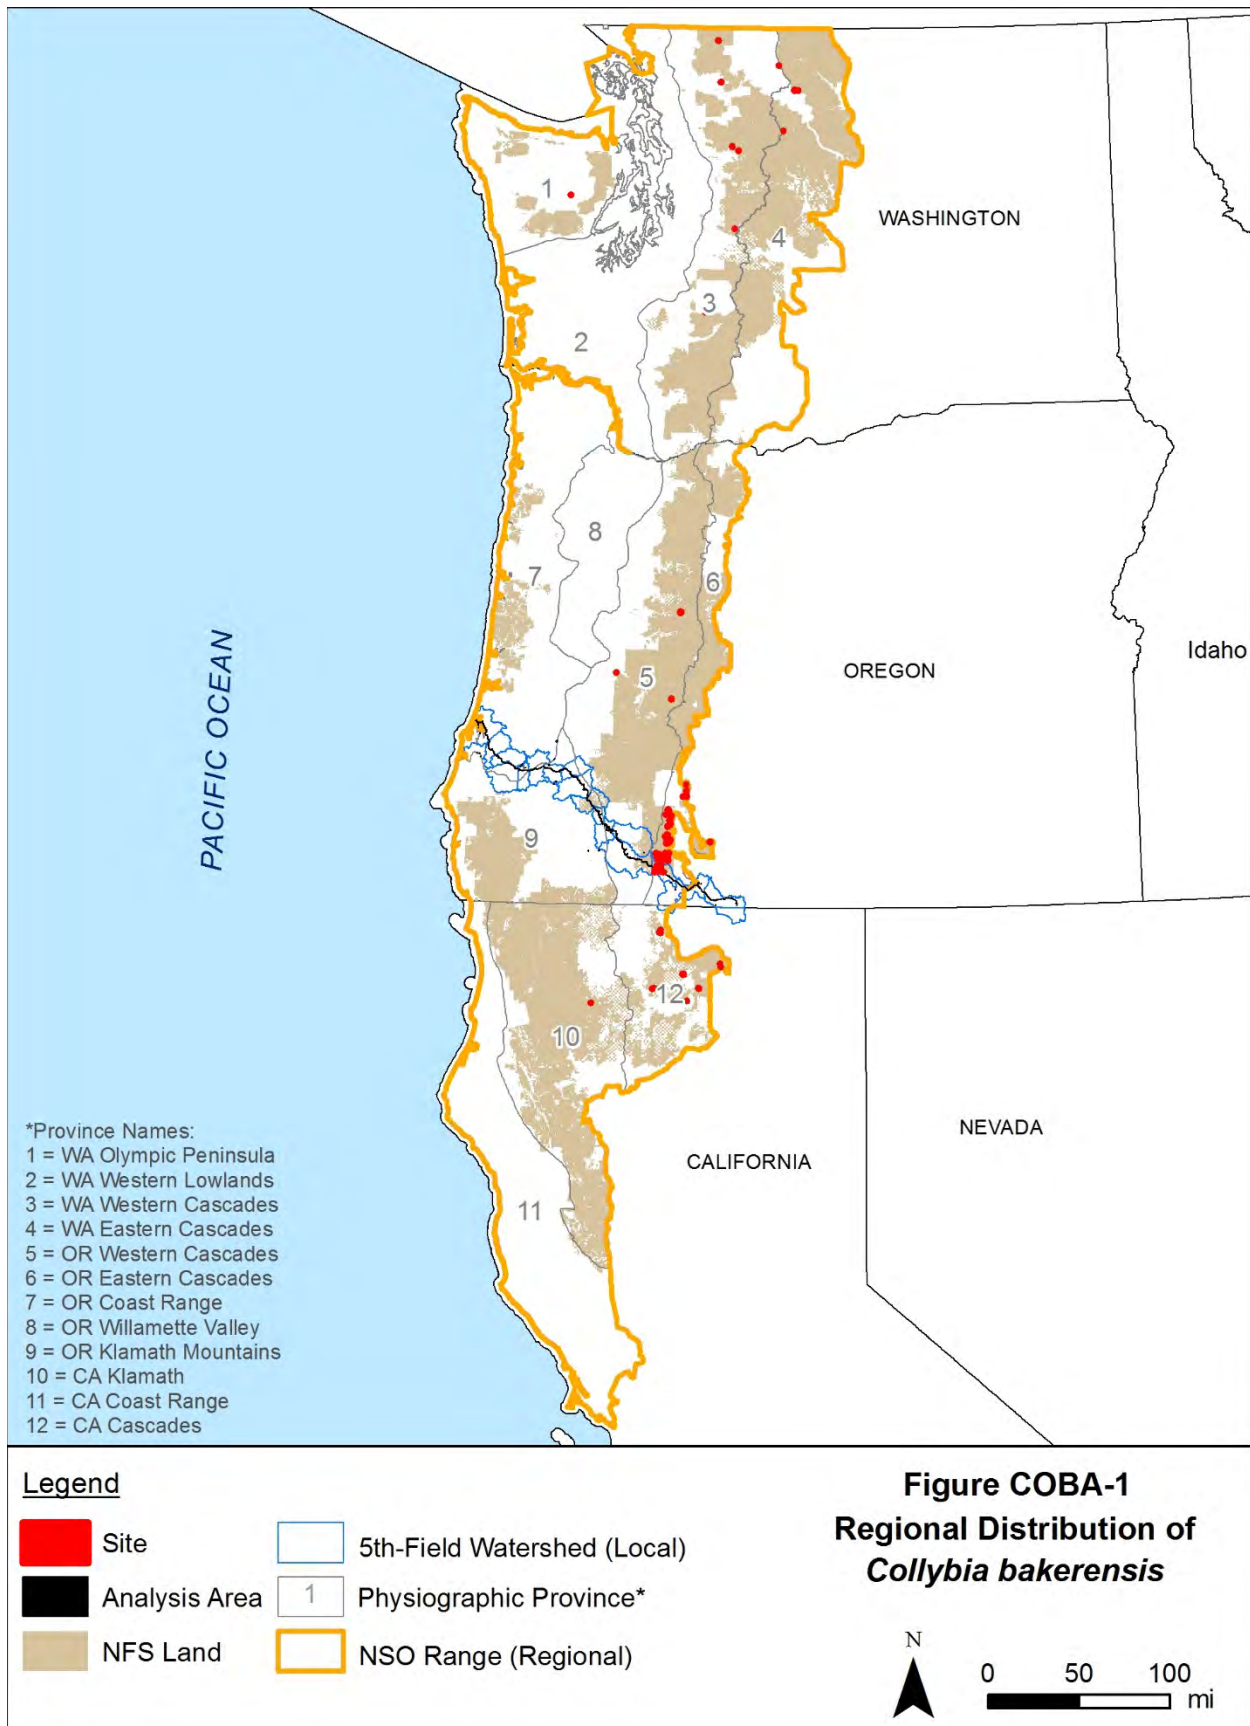 WASHINGTON
1
4
3
2
8
7
6
PACIFIC OCEAN
5
OREGON
Idaho
9
12
10
NEVADA
CALIFORNIA
11
*Province Names:
1 = WA Olympic Peninsula
2 = WA Western Lowlands
3 = WA Western Cascades
4 = WA Eastern Cascades
5 = OR Western Cascades
6 = OR Eastern Cascades
7 = OR Coast Range
8 = OR Willamette Valley
9 = OR Klamath Mountains
10 = CA Klamath
11 = CA Coast Range
12 = CA Cascades
Legend
Site
Analysis Area
NFS Land
5th-Field Watershed (Local)
1 Physiographic Province*
NSO Range (Regional)
Figure COBA-1
Regional Distribution of
Collybia bakerensis
N
0 50 100
mi